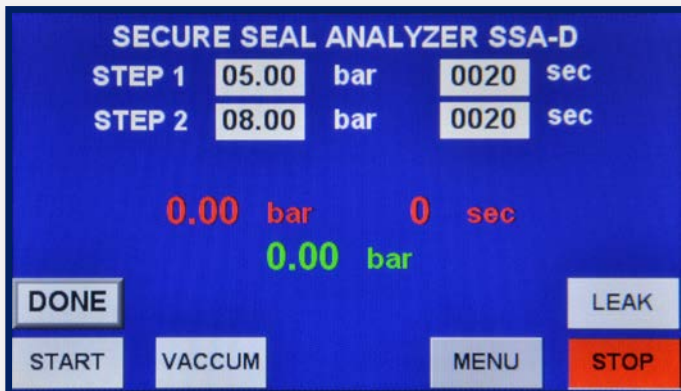 SECURE SEAL ANALYZER SSA-D
STEP 1 05.00 bar 0020 sec
STEP 2 08.00 bar 0020 sec
0.00 bar 0 sec
0.00 bar
DONE LEAK
START VACCUM MENU STOP